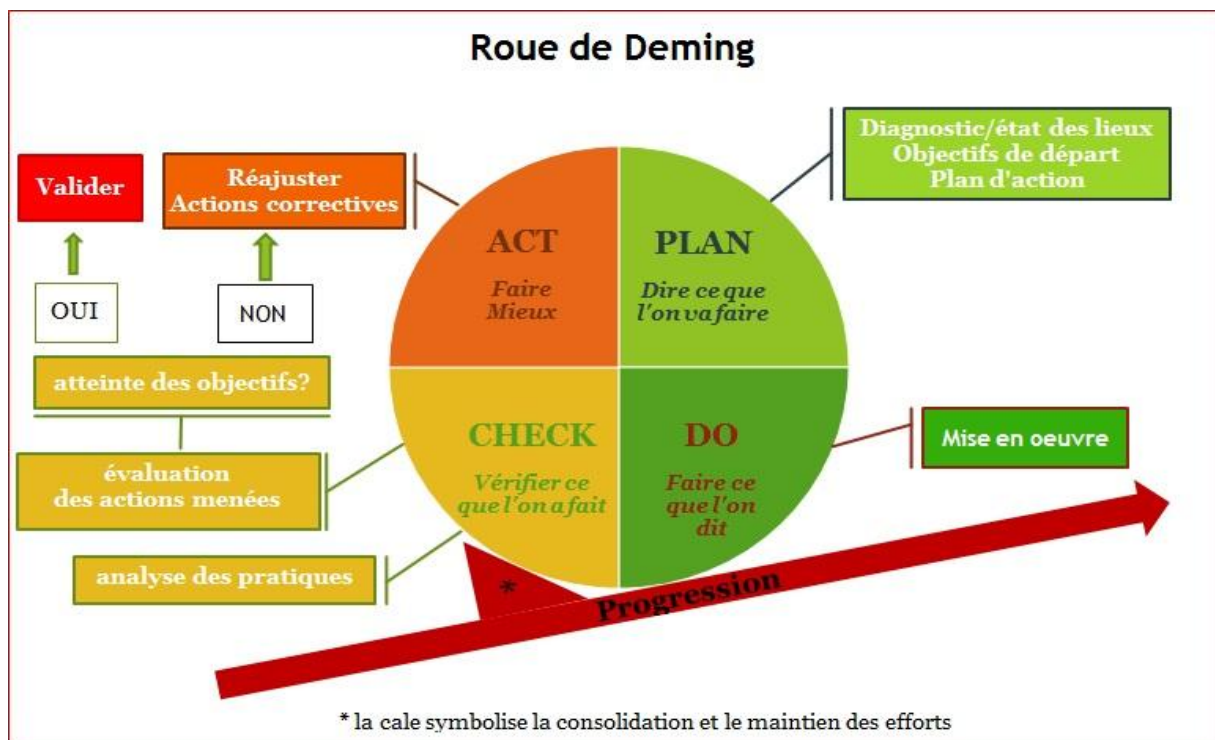 Roue de Deming
Diagnostic/état des lieux
Objectifs de départ
Plan d'action
Valider
Réajuster
Actions correctives
OUI
NON
ACT
Faire
Mieux
PLAN
Dire ce que
l'on va faire
atteinte des objectifs?
évaluation
des actions menées
analyse des pratiques
CHECK
Vérifier ce
que l'on a fait
DO
Faire ce
que l'on
dit
Mise en oeuvre
*
Progression
* la cale symbolise la consolidation et le maintien des efforts